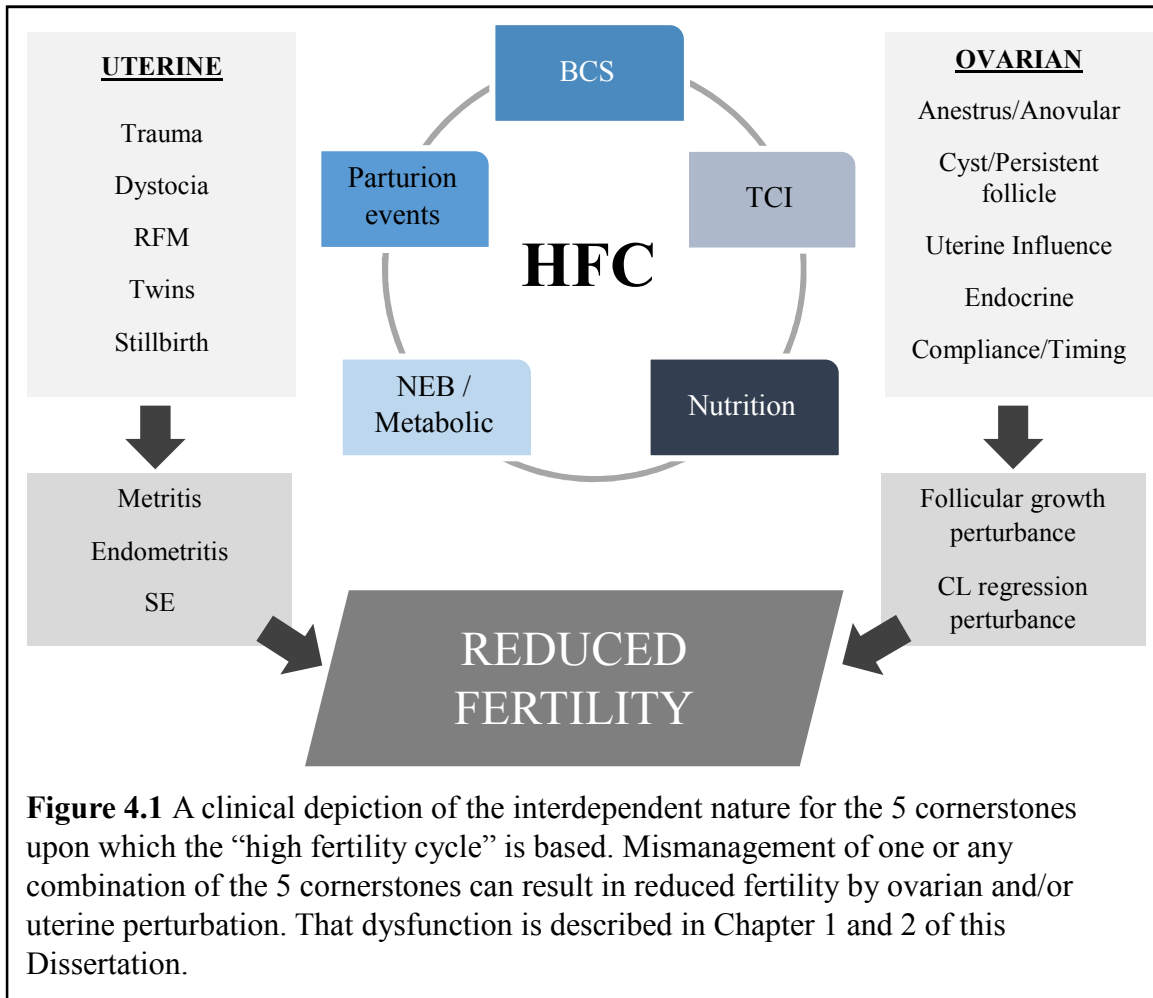 UTERINE
Trauma
Dystocia
RFM
Twins
Stillbirth
Metritis
Endometritis
SE
BCS
TCI
Nutrition
NEB /
Metabolic
Parturion
events
HFC
OVARIAN
Anestrus/Anovular
Cyst/Persistent
follicle
Uterine Influence
Endocrine
Compliance/Timing
Follicular growth
perturbance
CL regression
perturbance
REDUCED
FERTILITY
Figure 4.1 A clinical depiction of the interdependent nature for the 5 cornerstones
upon which the “high fertility cycle” is based. Mismanagement of one or any
combination of the 5 cornerstones can result in reduced fertility by ovarian and/or
uterine perturbation. That dysfunction is described in Chapter 1 and 2 of this
Dissertation.